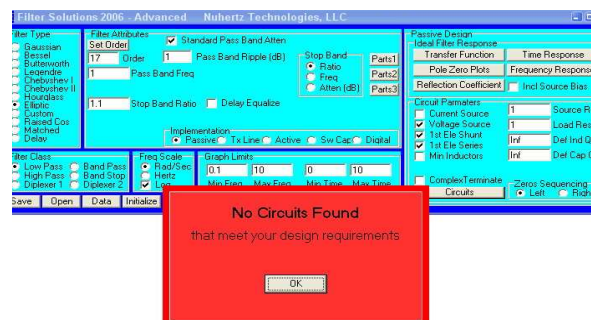 Filter Solutions 2006 - Advanced Nuhertz Technologies, LLC
Filter Type
Gaussian
Bessel
Butterworth
Legendre
Chebyshev I
Chebyshev II
Hourglass
Elliptic
Custom
Raised Cos
Matched
Delay
Filter Attributes
Set Order
Standard Pass Band Atten
17 Order 1 Pass Band Ripple (dB)
1 Pass Band Freq
1.1 Stop Band Ratio Delay Equalize
Stop Band
Ratio
Freq
Atten (dB)
Parts1
Parts2
Parts3
Implementation
Passive Tx Line Active Sw Cap Digital
Passive Design
Ideal Filter Response
Transfer Function Time Response
Pole Zero Plots Frequency Response
Reflection Coefficient Incl Source Bias
Circuit Parmaters
Current Source 1 Source R
Voltage Source 1 Load Res
1st Ele Shunt Inf Def Ind Q
1st Ele Series Inf Def Cap Q
Min Inductors
ComplexTerminate
Circuits
Zeros Sequencing
Left Righ
Filter Class
Low Pass Band Pass
High Pass Band Stop
Diplexer 1 Diplexer 2
Freq Scale
Rad/Sec
Hertz
Log
Graph Limits
0.1 10 0 10
Min Freq Max Freq Min Time Max Time
Save Open Data Initialize
No Circuits Found
that meet your design requirements
OK